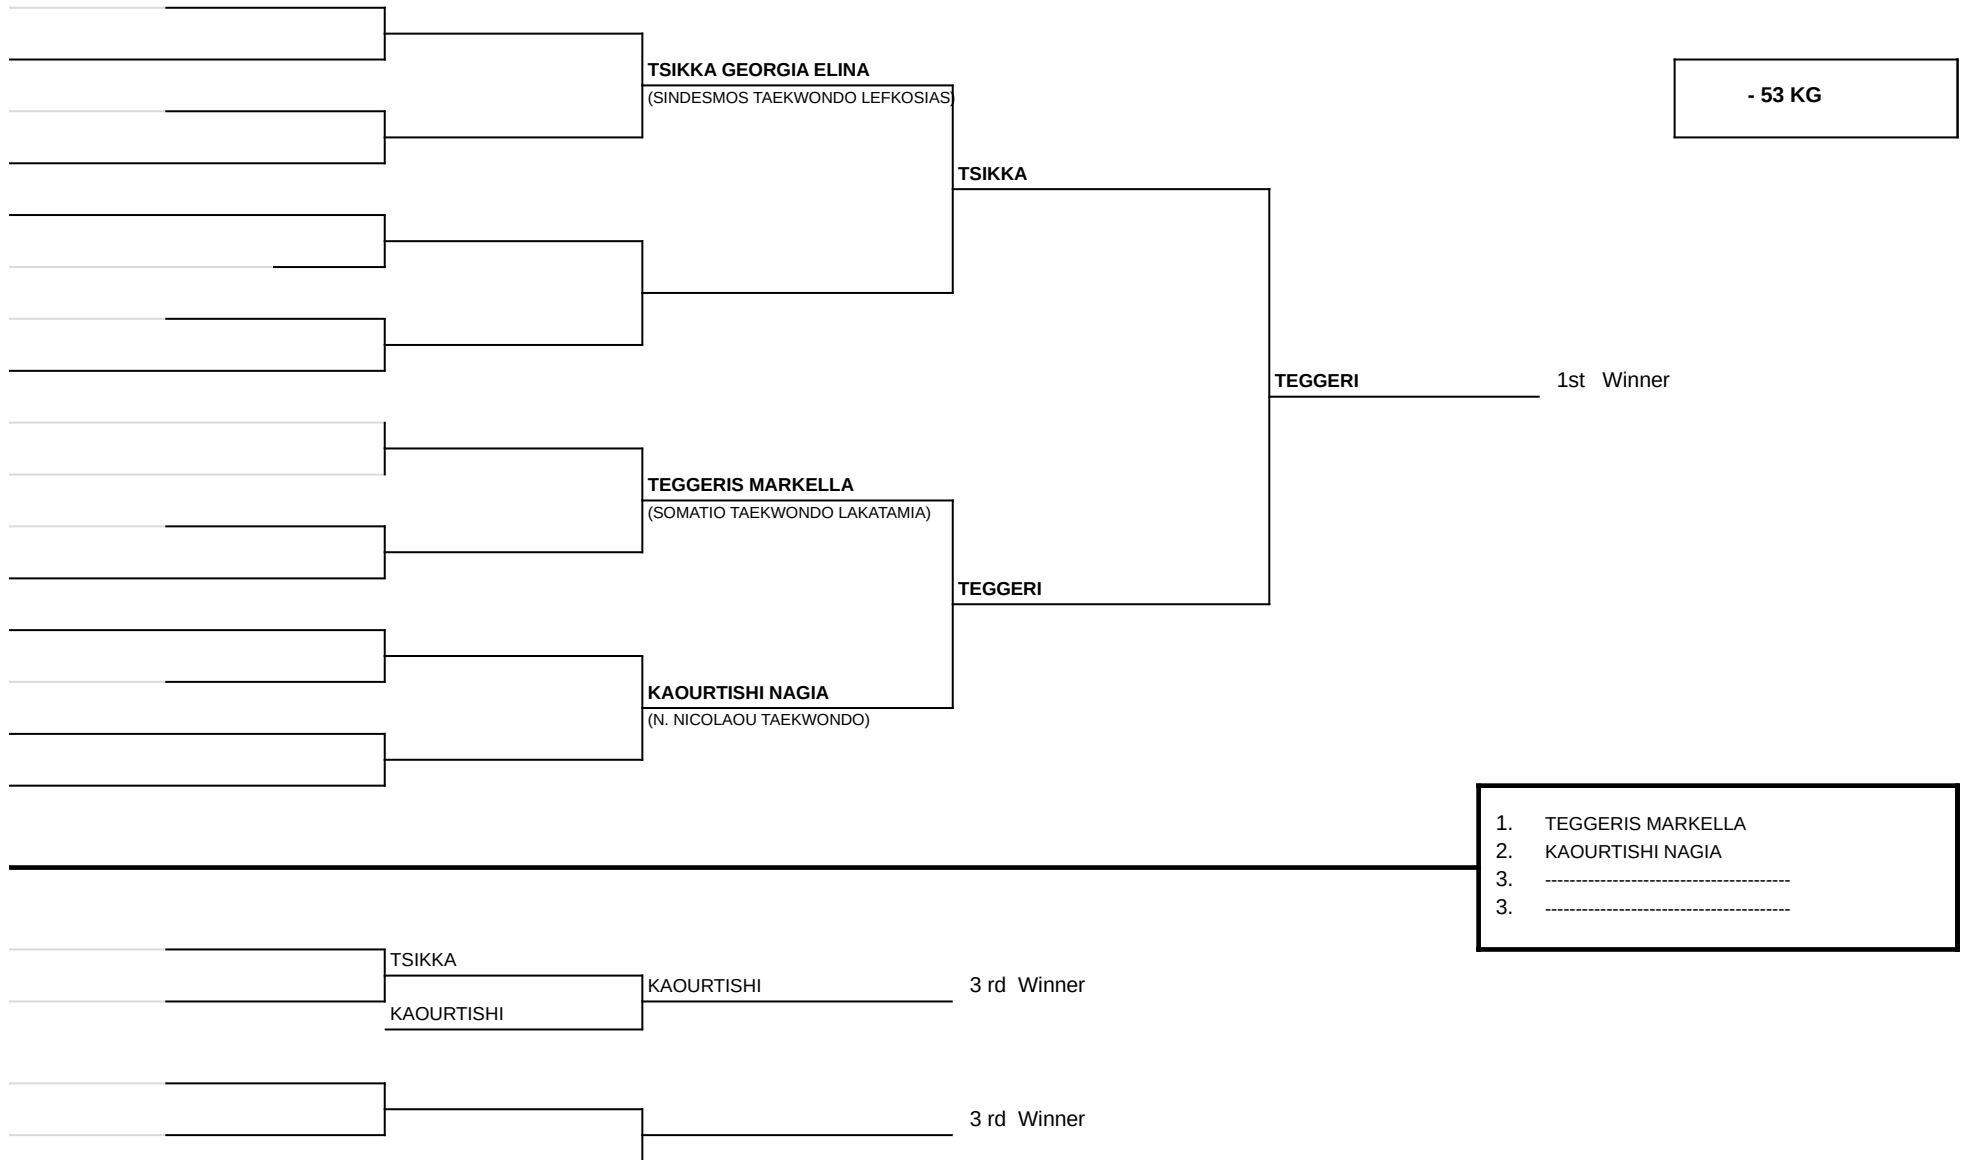 TSIKKA GEORGIA ELINA
(SINDESMOS TAEKWONDO LEFKOSIAS)
- 53 KG
TSIKKA
TEGGERI 1st Winner
TEGGERIS MARKELLA
(SOMATIO TAEKWONDO LAKATAMIA)
TEGGERI
KAOURTISHI NAGIA
(N. NICOLAOU TAEKWONDO)
1. TEGGERIS MARKELLA
2. KAOURTISHI NAGIA
3. ----------------------------------------
3. ----------------------------------------
TSIKKA
KAOURTISHI 3 rd Winner
KAOURTISHI
3 rd Winner